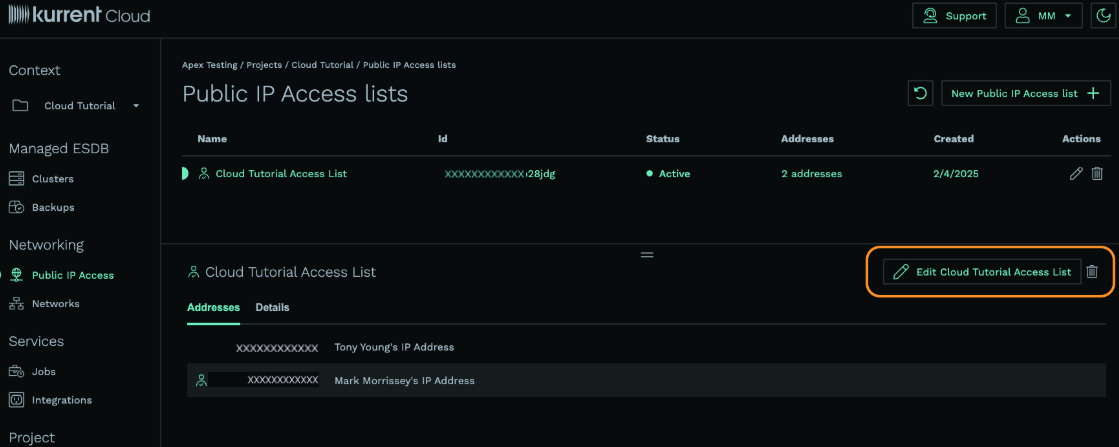 kurrent Cloud
Support
MM
Context
Cloud Tutorial
Managed ESDB
Clusters
Backups
Networking
Public IP Access
Networks
Services
Jobs
Integrations
Project
Apex Testing / Projects / Cloud Tutorial / Public IP Access lists
Public IP Access lists
New Public IP Access list
Name Id Status Addresses Created Actions
Cloud Tutorial Access List XXXXXXXXXXXX28jdg Active 2 addresses 2/4/2025
Cloud Tutorial Access List
Edit Cloud Tutorial Access List
Addresses Details
XXXXXXXXXXXX Tony Young's IP Address
XXXXXXXXXXXX Mark Morrissey's IP Address